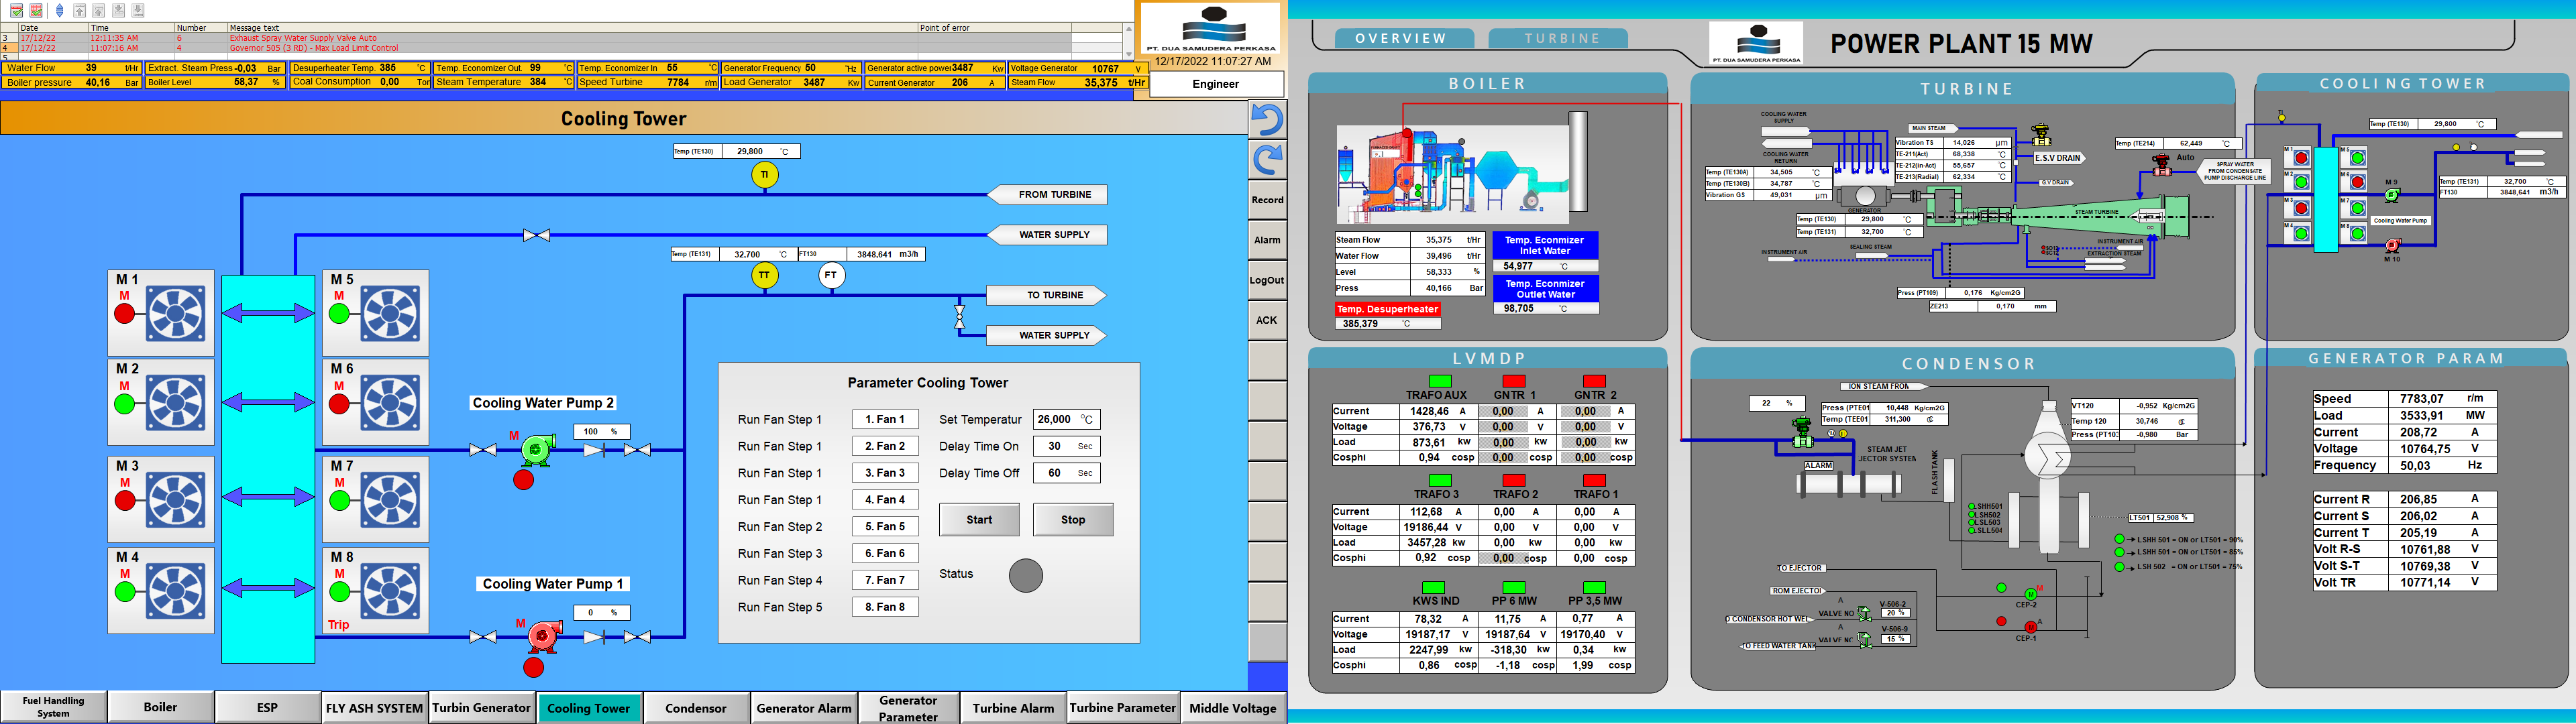 Date Time Number Message text Point of error
3 17/12/22 12:11:35 AM 6 Exhaust Spray Water Supply Valve Auto
4 17/12/22 11:07:16 AM 4 Governor 505 (3 RD) - Max Load Limit Control
5
PT. DUA SAMUDERA PERKASA
12/17/2022 11:07:27 AM
Engineer
Water Flow 39 t/Hr
Extract. Steam Press -0,03 Bar
Desuperheater Temp. 385 °C
Temp. Economizer Out. 99 °C
Temp. Economizer In 55 °C
Generator Frequency 50 Hz
Generator active power 3487 Kw
Voltage Generator 10767 V
Boiler pressure 40,16 Bar
Boiler Level 58,37 %
Coal Consumption 0,00 Ton
Steam Temperature 384 °C
Speed Turbine 7784 r/m
Load Generator 3487 Kw
Current Generator 206 A
Steam Flow 35,375 t/Hr
Cooling Tower
Record
Alarm
LogOut
ACK
Temp (TE130) 29,800 °C
TI
FROM TURBINE
WATER SUPPLY
Temp (TE131) 32,700 °C FT130 3848,641 m3/h
TT
FT
TO TURBINE
WATER SUPPLY
M 1
M
M 5
M
M 2
M
M 6
M
M 3
M
M 7
M
M 4
M
M 8
M
Trip
Cooling Water Pump 2
M
100 %
Cooling Water Pump 1
M
0 %
Parameter Cooling Tower
Run Fan Step 1 1. Fan 1 Set Temperatur 26,000 °C
Run Fan Step 1 2. Fan 2 Delay Time On 30 Sec
Run Fan Step 1 3. Fan 3 Delay Time Off 60 Sec
Run Fan Step 1 4. Fan 4
Run Fan Step 2 5. Fan 5
Start Stop
Run Fan Step 3 6. Fan 6
Run Fan Step 4 7. Fan 7
Status
Run Fan Step 5 8. Fan 8
Fuel Handling System
Boiler
ESP
FLY ASH SYSTEM
Turbin Generator
Cooling Tower
Condensor
Generator Alarm
Generator Parameter
Turbine Alarm
Turbine Parameter
Middle Voltage
OVERVIEW
TURBINE
PT. DUA SAMUDERA PERKASA
POWER PLANT 15 MW
BOILER
Steam Flow 35,375 t/Hr
Water Flow 39,496 t/Hr
Level 58,333 %
Press 40,166 Bar
Temp. Econmizer
Inlet Water
54,977 °C
Temp. Econmizer
Outlet Water
98,705 °C
Temp. Desuperheater
385,379 °C
TURBINE
COOLING WATER
SUPPLY
COOLING WATER
RETURN
Temp (TE130A) 34,505 °C
Temp (TE130B) 34,787 °C
Vibration GS 49,031 µm
MAIN STEAM
Vibration TS 14,026 µm
TE-211(Act) 68,338 °C
TE-212(in-Act) 55,657 °C
TE-213(Radial) 62,334 °C
E.S.V DRAIN
G.V DRAIN
Temp (TE214) 62,449 °C
Auto
SPRAY WATER
FROM CONDENSATE
PUMP DISCHARGE LINE
GENERATOR
Temp (TE130) 29,800 °C
Temp (TE131) 32,700 °C
STEAM TURBINE
SEALING STEAM
INSTRUMENT AIR
INSTRUMENT AIR
EXTRACTION STEAM
Press (PT109) 0,176 Kg/cm2G
ZE213 0,170 mm
COOLING TOWER
Temp (TE130) 29,800 °C
Temp (TE131) 32,700 °C
FT130 3848,641 m3/h
M 1
M 5
M 2
M 6
M 3
M 7
M 4
M 8
M 9
Cooling Water Pump
M 10
LVMDP
TRAFO AUX GNTR 1 GNTR 2
Current 1428,46 A 0,00 A 0,00 A
Voltage 376,73 V 0,00 V 0,00 V
Load 873,61 kw 0,00 kw 0,00 kw
Cosphi 0,94 cosp 0,00 cosp 0,00 cosp
TRAFO 3 TRAFO 2 TRAFO 1
Current 112,68 A 0,00 A 0,00 A
Voltage 19186,44 V 0,00 V 0,00 V
Load 3457,28 kw 0,00 kw 0,00 kw
Cosphi 0,92 cosp 0,00 cosp 0,00 cosp
KWS IND PP 6 MW PP 3,5 MW
Current 78,32 A 11,75 A 0,77 A
Voltage 19187,17 V 19187,64 V 19170,40 V
Load 2247,99 kw -318,30 kw 0,34 kw
Cosphi 0,86 cosp -1,18 cosp 1,99 cosp
CONDENSOR
ION STEAM FROM
22 %
Press (PTE01 10,448 Kg/cm2G
Temp (TEE01 311,300 °C
VT120 -0,952 Kg/cm2G
Temp 120 30,746 °C
Press (PT103 -0,980 Bar
STEAM JET
JECTOR SYSTEM
ALARM
FLASH TANK
LSHH501
LSH502
LSL503
LSLL504
LT501 52,908 %
LSHH 501 = ON or LT501 = 90%
LSHH 501 = ON or LT501 = 85%
LSH 502 = ON or LT501 = 75%
TO EJECTOR
ROM EJECTOR
A
VALVE NO
V-506-2
20 %
O CONDENSOR HOT WEL
A
VALVE NO
V-506-9
15 %
TO FEED WATER TANK
M
CEP-2
A
CEP-1
GENERATOR PARAM
Speed 7783,07 r/m
Load 3533,91 MW
Current 208,72 A
Voltage 10764,75 V
Frequency 50,03 Hz
Current R 206,85 A
Current S 206,02 A
Current T 205,19 A
Volt R-S 10761,88 V
Volt S-T 10769,38 V
Volt TR 10771,14 V